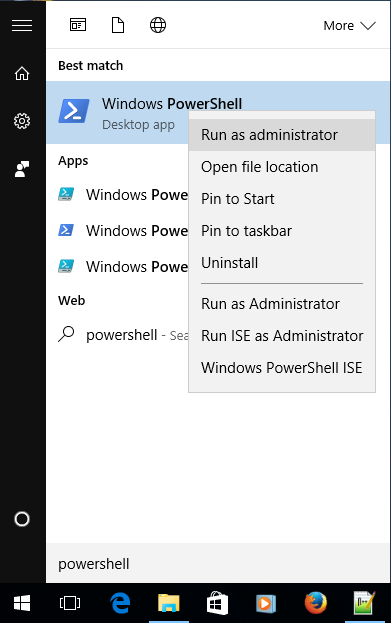 More
Best match
Windows PowerShell
Desktop app
Run as administrator
Open file location
Pin to Start
Pin to taskbar
Uninstall
Run as Administrator
Run ISE as Administrator
Windows PowerShell ISE
Apps
Windows Powe
Windows Powe
Windows Powe
Web
powershell - Sea
powershell